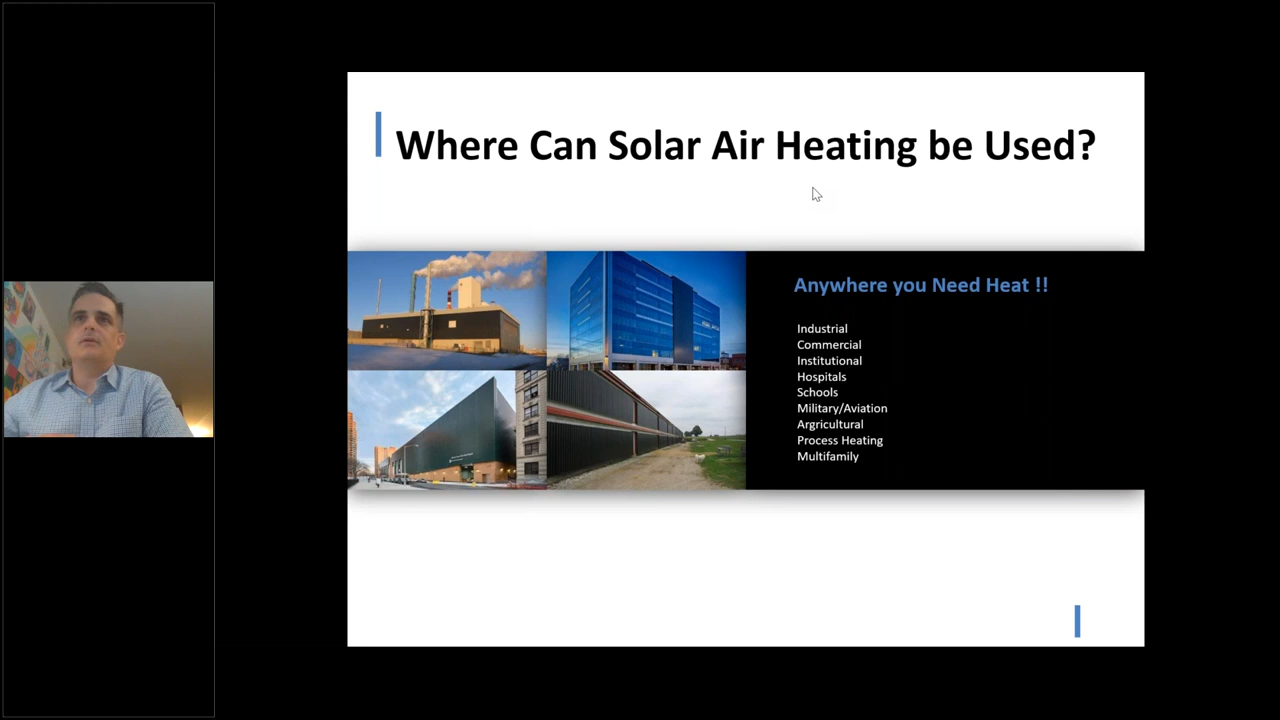 Where Can Solar Air Heating be Used?
Anywhere you Need Heat !!
Industrial
Commercial
Institutional
Hospitals
Schools
Military/Aviation
Argricultural
Process Heating
Multifamily